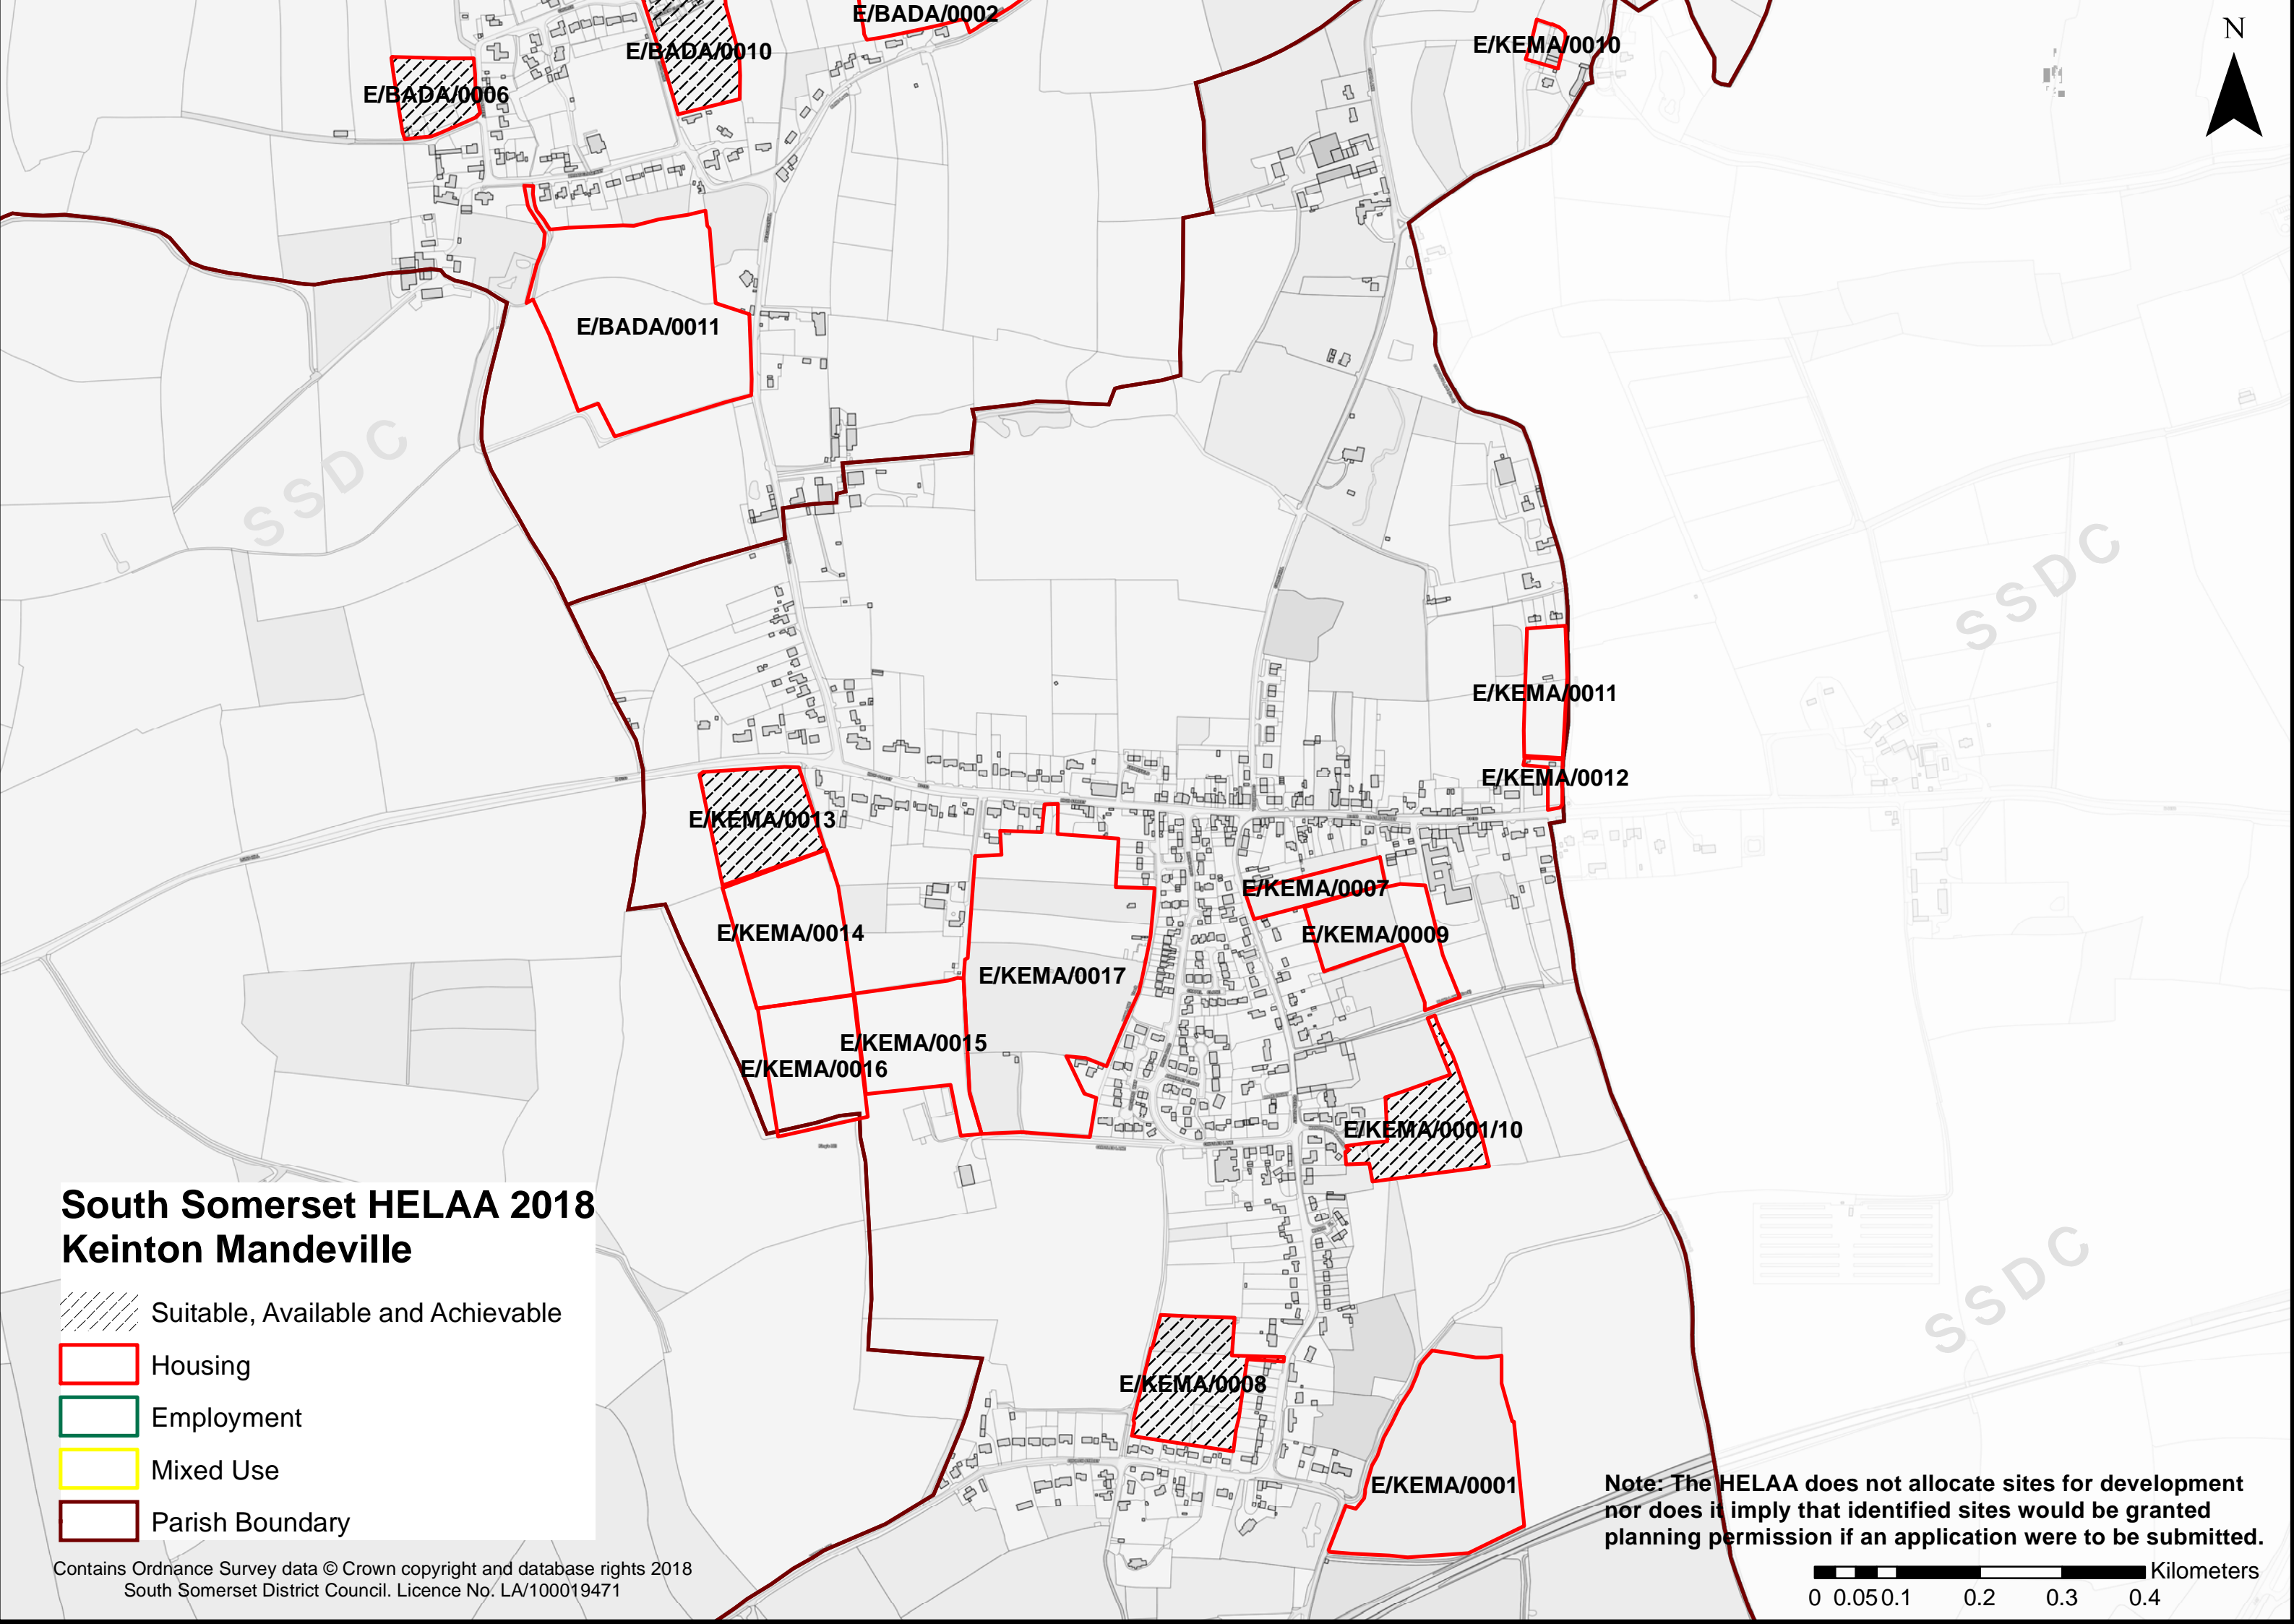 E/BADA/0002
E/BADA/0010
E/KEMA/0010
N
E/BADA/0006
E/BADA/0011
SSDC
SSDC
E/KEMA/0011
E/KEMA/0012
E/KEMA/0013
E/KEMA/0007
E/KEMA/0014
E/KEMA/0009
E/KEMA/0017
E/KEMA/0015
E/KEMA/0016
E/KEMA/0001/10
SSDC
E/KEMA/0008
E/KEMA/0001
South Somerset HELAA 2018
Keinton Mandeville
Suitable, Available and Achievable
Housing
Employment
Mixed Use
Parish Boundary
Contains Ordnance Survey data © Crown copyright and database rights 2018
South Somerset District Council. Licence No. LA/100019471
Note: The HELAA does not allocate sites for development
nor does it imply that identified sites would be granted
planning permission if an application were to be submitted.
Kilometers
0 0.05 0.1 0.2 0.3 0.4